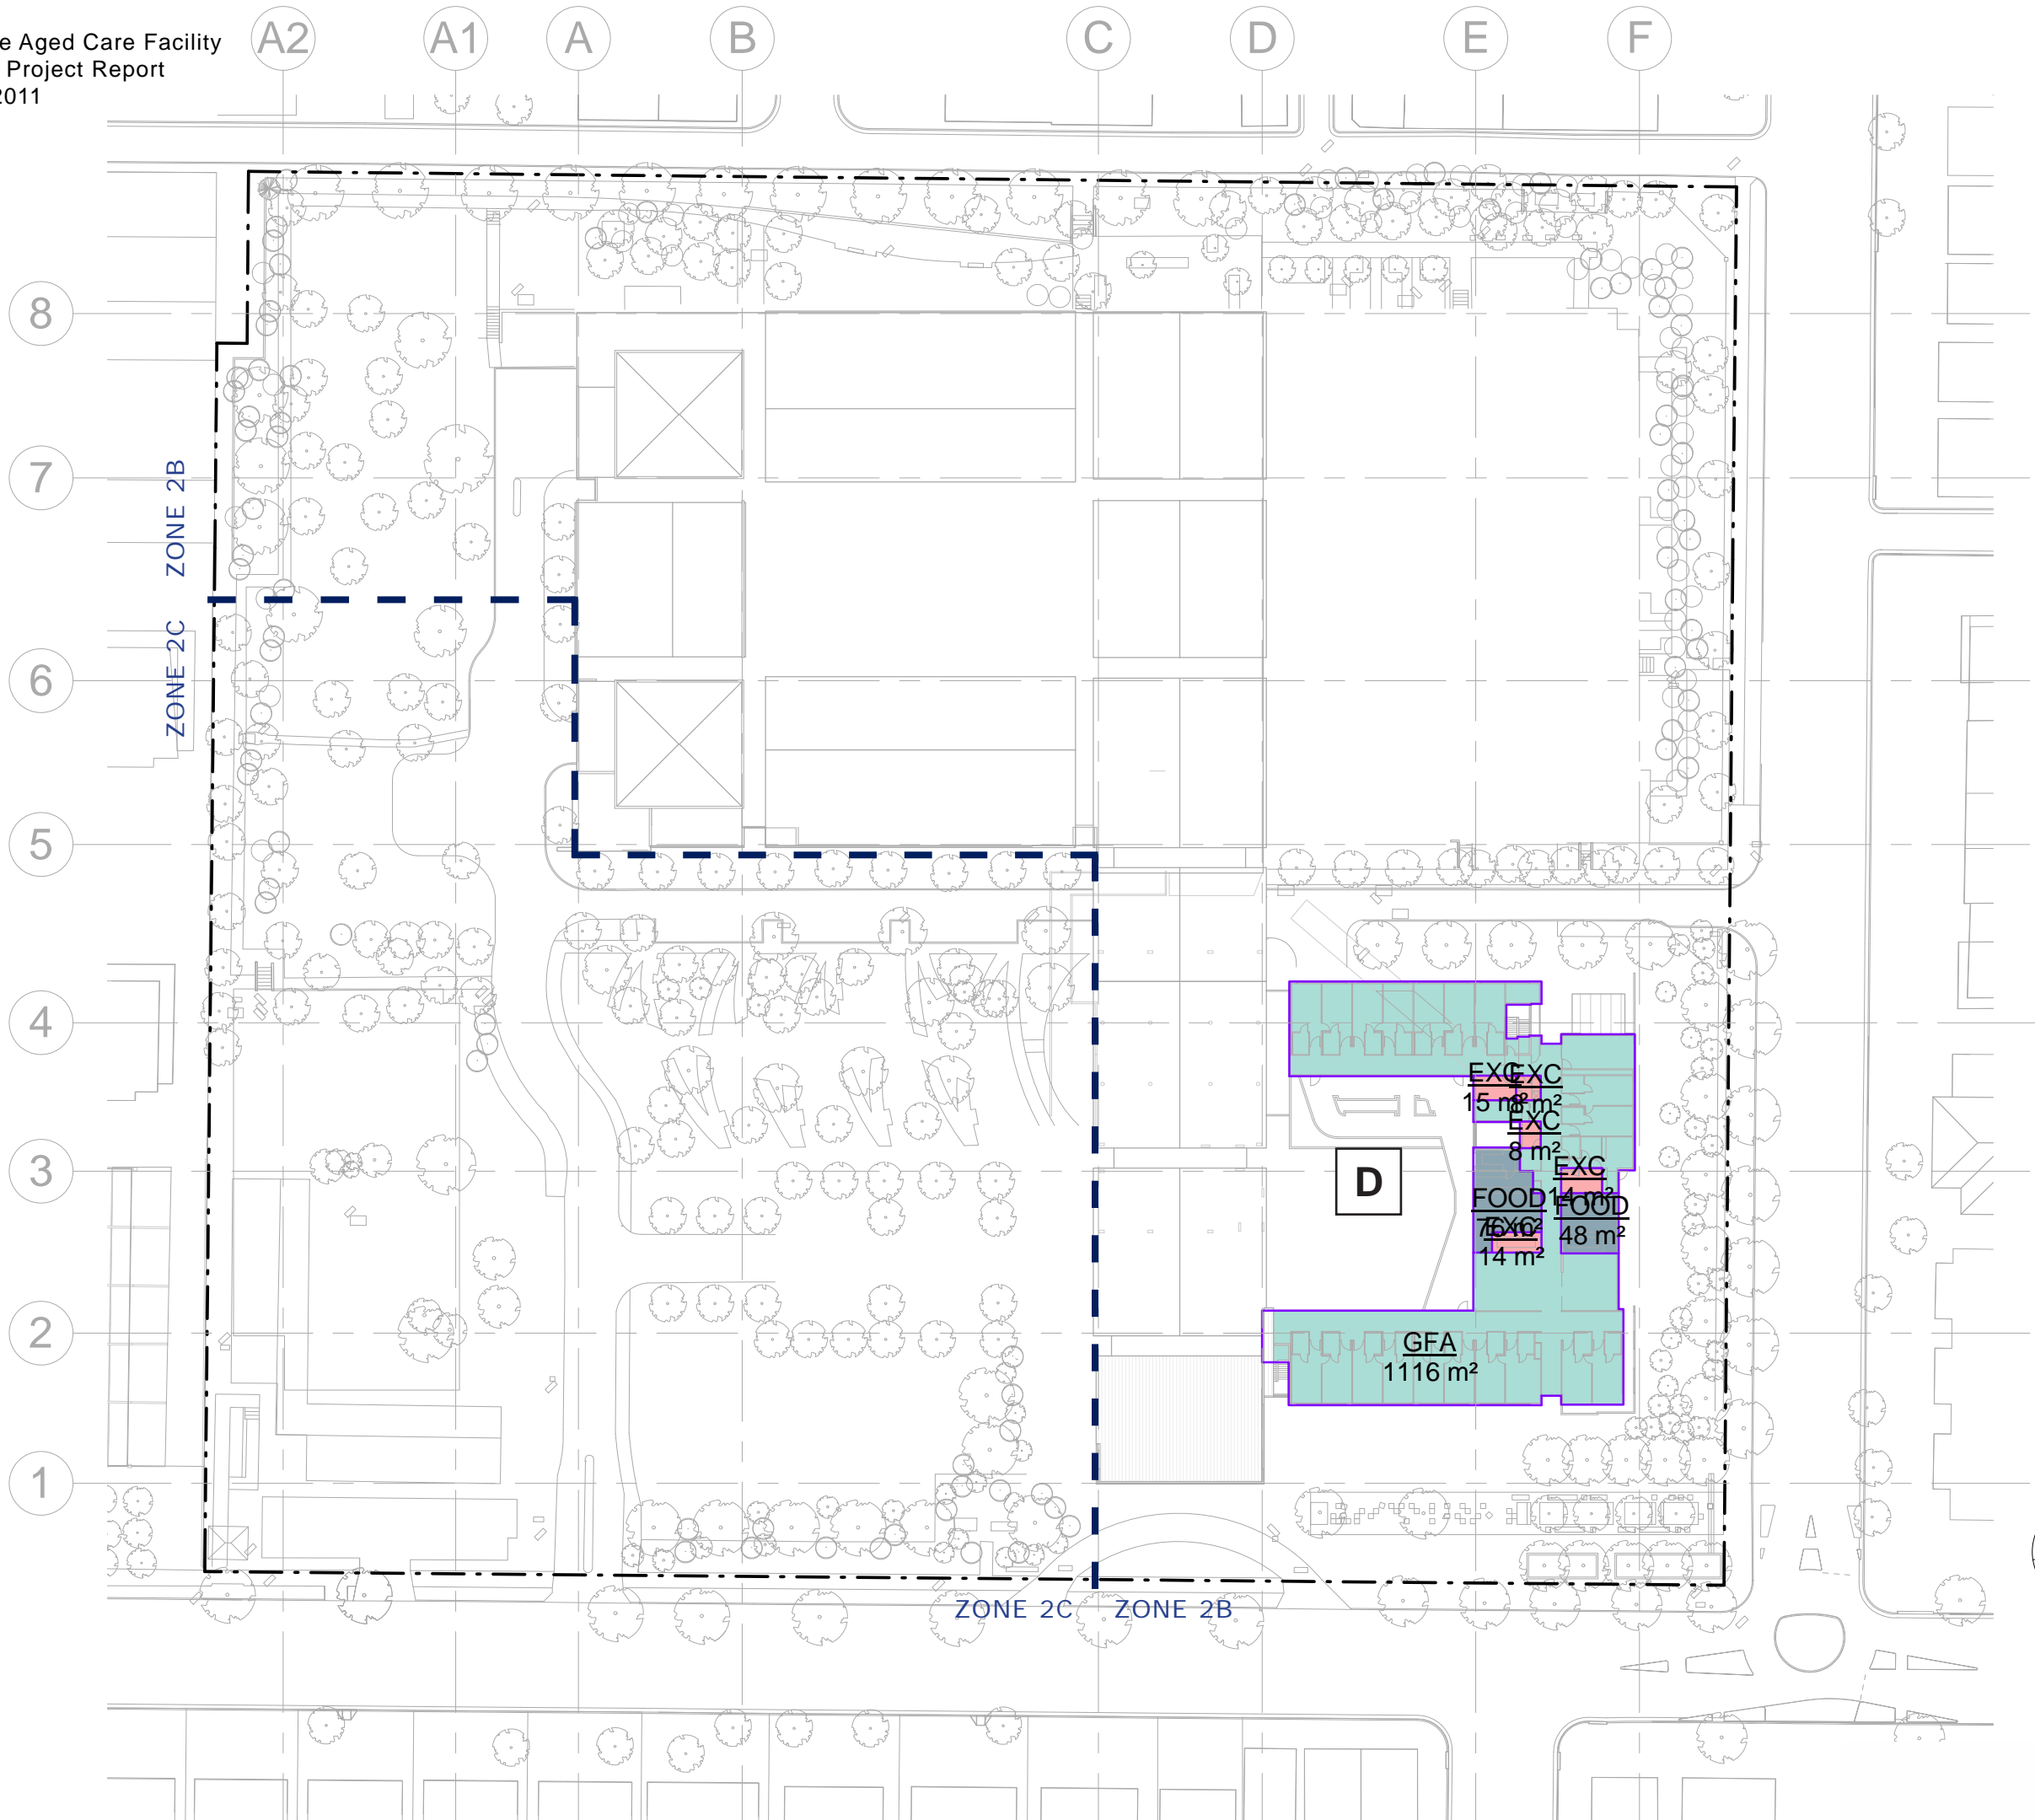 e Aged Care Facility
Project Report
2011
A2
A1
A
B
C
D
E
F
8
7
6
5
4
3
2
1
ZONE 2B
ZONE 2C
EXC
15 m²
EXC
8 m²
EXC
8 m²
EXC
14 m²
FOOD
FOOD
48 m²
EXC
14 m²
D
GFA
1116 m²
ZONE 2C
ZONE 2B